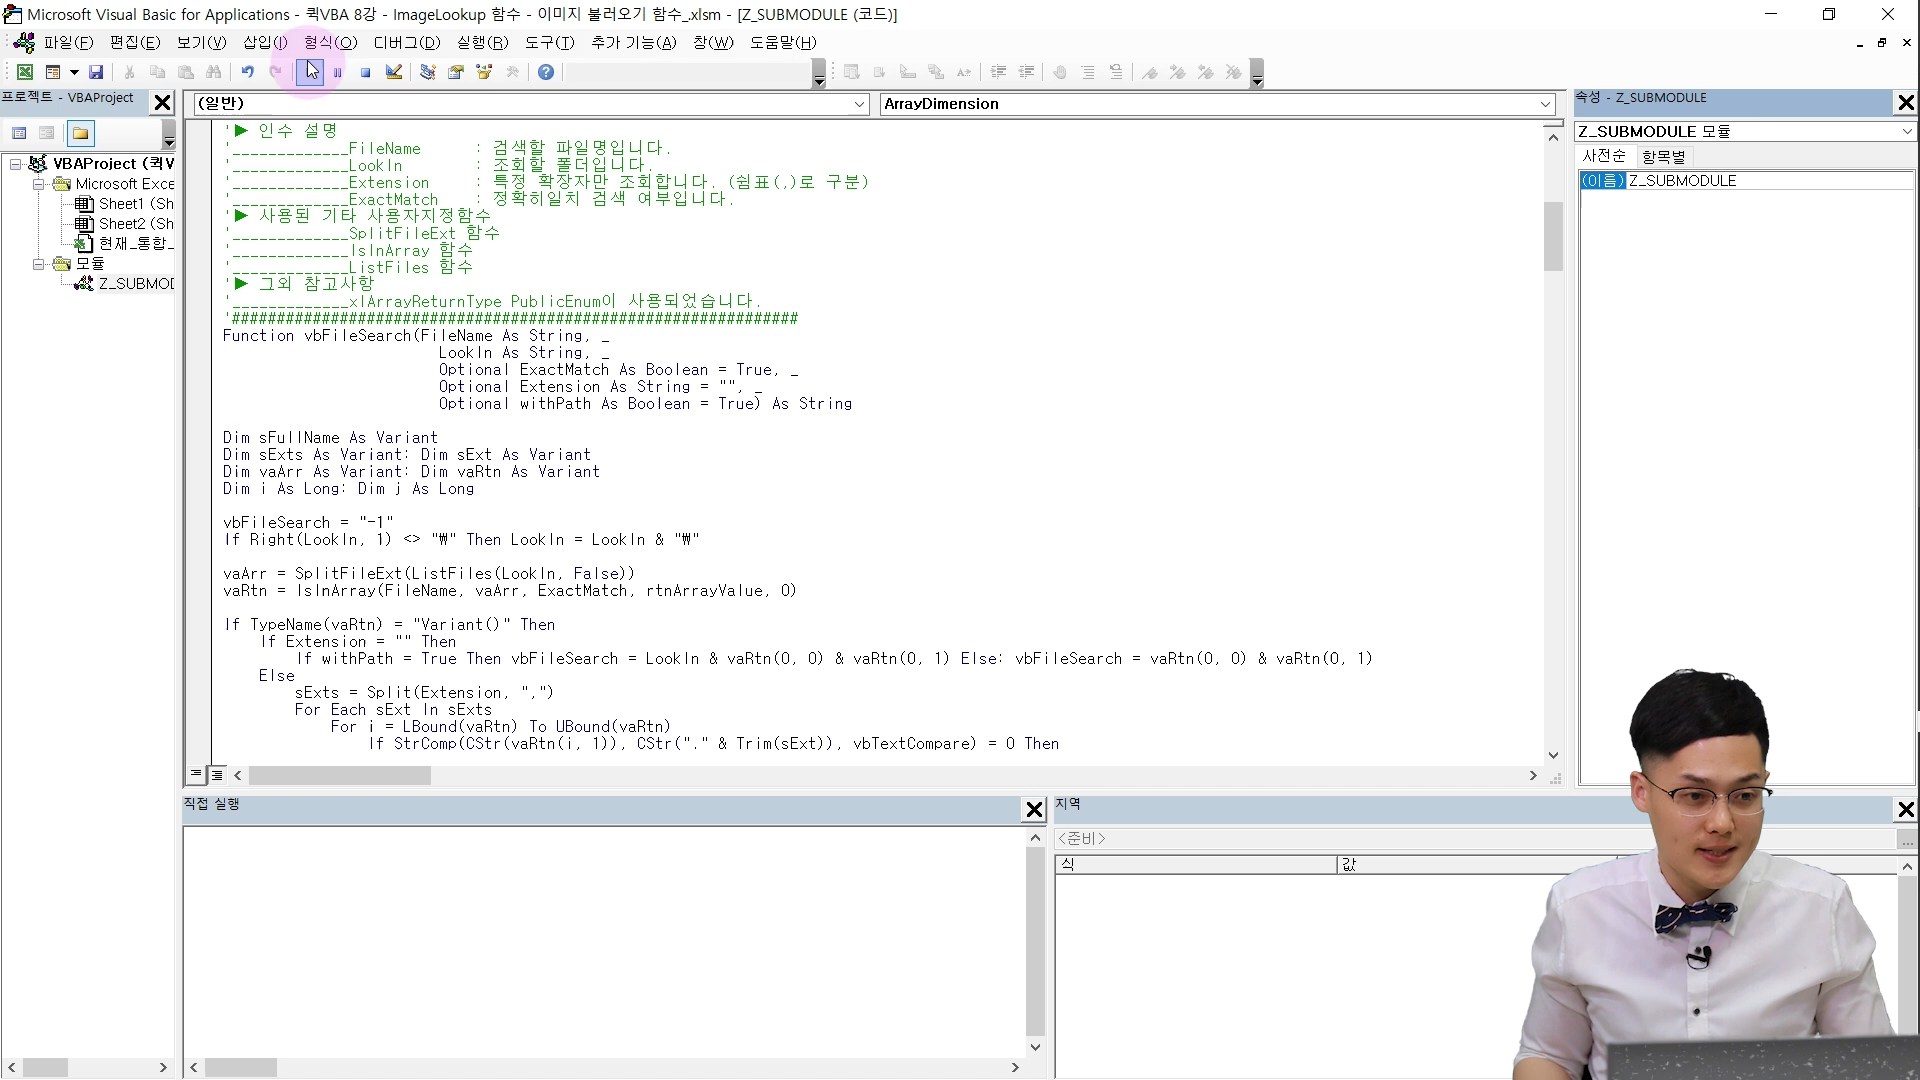 Microsoft Visual Basic for Applications - 퀵VBA 8강 - ImageLookup 함수 - 이미지 불러오기 함수_.xlsm - [Z_SUBMODULE (코드)]
파일(F) 편집(E) 보기(V) 삽입(I) 형식(O) 디버그(D) 실행(R) 도구(T) 추가 기능(A) 창(W) 도움말(H)
프로젝트 - VBAProject
(일반)
ArrayDimension
속성 - Z_SUBMODULE
Z_SUBMODULE 모듈
사전순 항목별
(이름) Z_SUBMODULE
VBAProject (퀵V
Microsoft Exce
Sheet1 (Sh
Sheet2 (Sh
현재_통합_
모듈
Z_SUBMOD
'▶ 인수 설명
'_____________FileName      : 검색할 파일명입니다.
'_____________LookIn        : 조회할 폴더입니다.
'_____________Extension     : 특정 확장자만 조회합니다. (쉼표(,)로 구분)
'_____________ExactMatch    : 정확히일치 검색 여부입니다.
'▶ 사용된 기타 사용자지정함수
'_____________SplitFileExt 함수
'_____________IsInArray 함수
'_____________ListFiles 함수
'▶ 그외 참고사항
'_____________xlArrayReturnType PublicEnum이 사용되었습니다.
'###############################################################
Function vbFileSearch(FileName As String, _
LookIn As String, _
Optional ExactMatch As Boolean = True, _
Optional Extension As String = "", _
Optional withPath As Boolean = True) As String
Dim sFullName As Variant
Dim sExts As Variant: Dim sExt As Variant
Dim vaArr As Variant: Dim vaRtn As Variant
Dim i As Long: Dim j As Long
vbFileSearch = "-1"
If Right(LookIn, 1) <> "₩" Then LookIn = LookIn & "₩"
vaArr = SplitFileExt(ListFiles(LookIn, False))
vaRtn = IsInArray(FileName, vaArr, ExactMatch, rtnArrayValue, 0)
If TypeName(vaRtn) = "Variant()" Then
If Extension = "" Then
If withPath = True Then vbFileSearch = LookIn & vaRtn(0, 0) & vaRtn(0, 1) Else: vbFileSearch = vaRtn(0, 0) & vaRtn(0, 1)
Else
sExts = Split(Extension, ",")
For Each sExt In sExts
For i = LBound(vaRtn) To UBound(vaRtn)
If StrComp(CStr(vaRtn(i, 1)), CStr("." & Trim(sExt)), vbTextCompare) = 0 Then
직접 실행
지역
<준비>
식 값